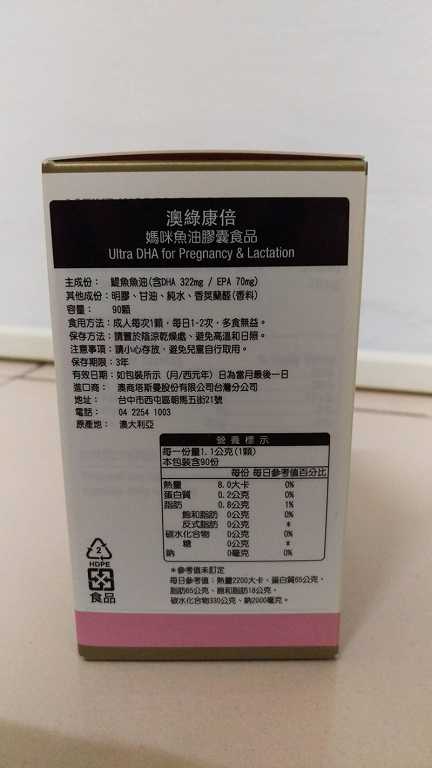 澳綠康倍
媽咪魚油膠囊食品
Ultra DHA for Pregnancy & Lactation
主成份： 鯷魚魚油(含DHA 322mg / EPA 70mg)
其他成份：明膠、甘油、純水、香莢蘭醛(香料)
容量： 90顆
食用方法：成人每次1顆，每日1-2次，多食無益。
保存方法：請置於陰涼乾燥處、避免高溫和日照。
注意事項：請小心存放，避免兒童自行取用。
保存期限：3年
有效日期：如包裝所示 (月/西元年) 日為當月最後一日
進口商： 澳商塔斯曼股份有限公司台灣分公司
地址： 台中市西屯區朝馬五街21號
電話： 04 2254 1003
原產地： 澳大利亞
營養標示
每一份量1.1公克(1顆)
本包裝含90份
每份 每日參考值百分比
熱量 8.0大卡 0%
蛋白質 0.2公克 0%
脂肪 0.8公克 1%
飽和脂肪 0公克 0%
反式脂肪 0公克 *
碳水化合物 0公克 0%
糖 0公克 *
鈉 0毫克 0%
*參考值未訂定
每日參考值：熱量2200大卡、蛋白質65公克、
脂肪65公克、飽和脂肪18公克、
碳水化合物330公克、鈉2000毫克。
2
HDPE
食品